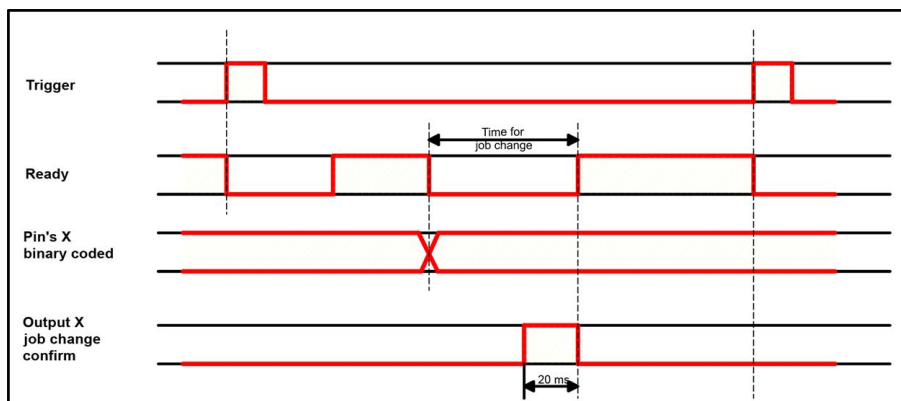 Trigger
Time for
job change
Ready
Pin's X
binary coded
Output X
job change
confirm
20 ms